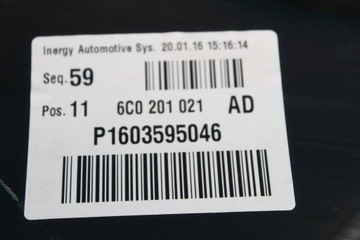 Inergy Automotive Sys. 20.01.16 15:16:14
Seq. 59
Pos. 11 6C0 201 021 AD
P1603595046